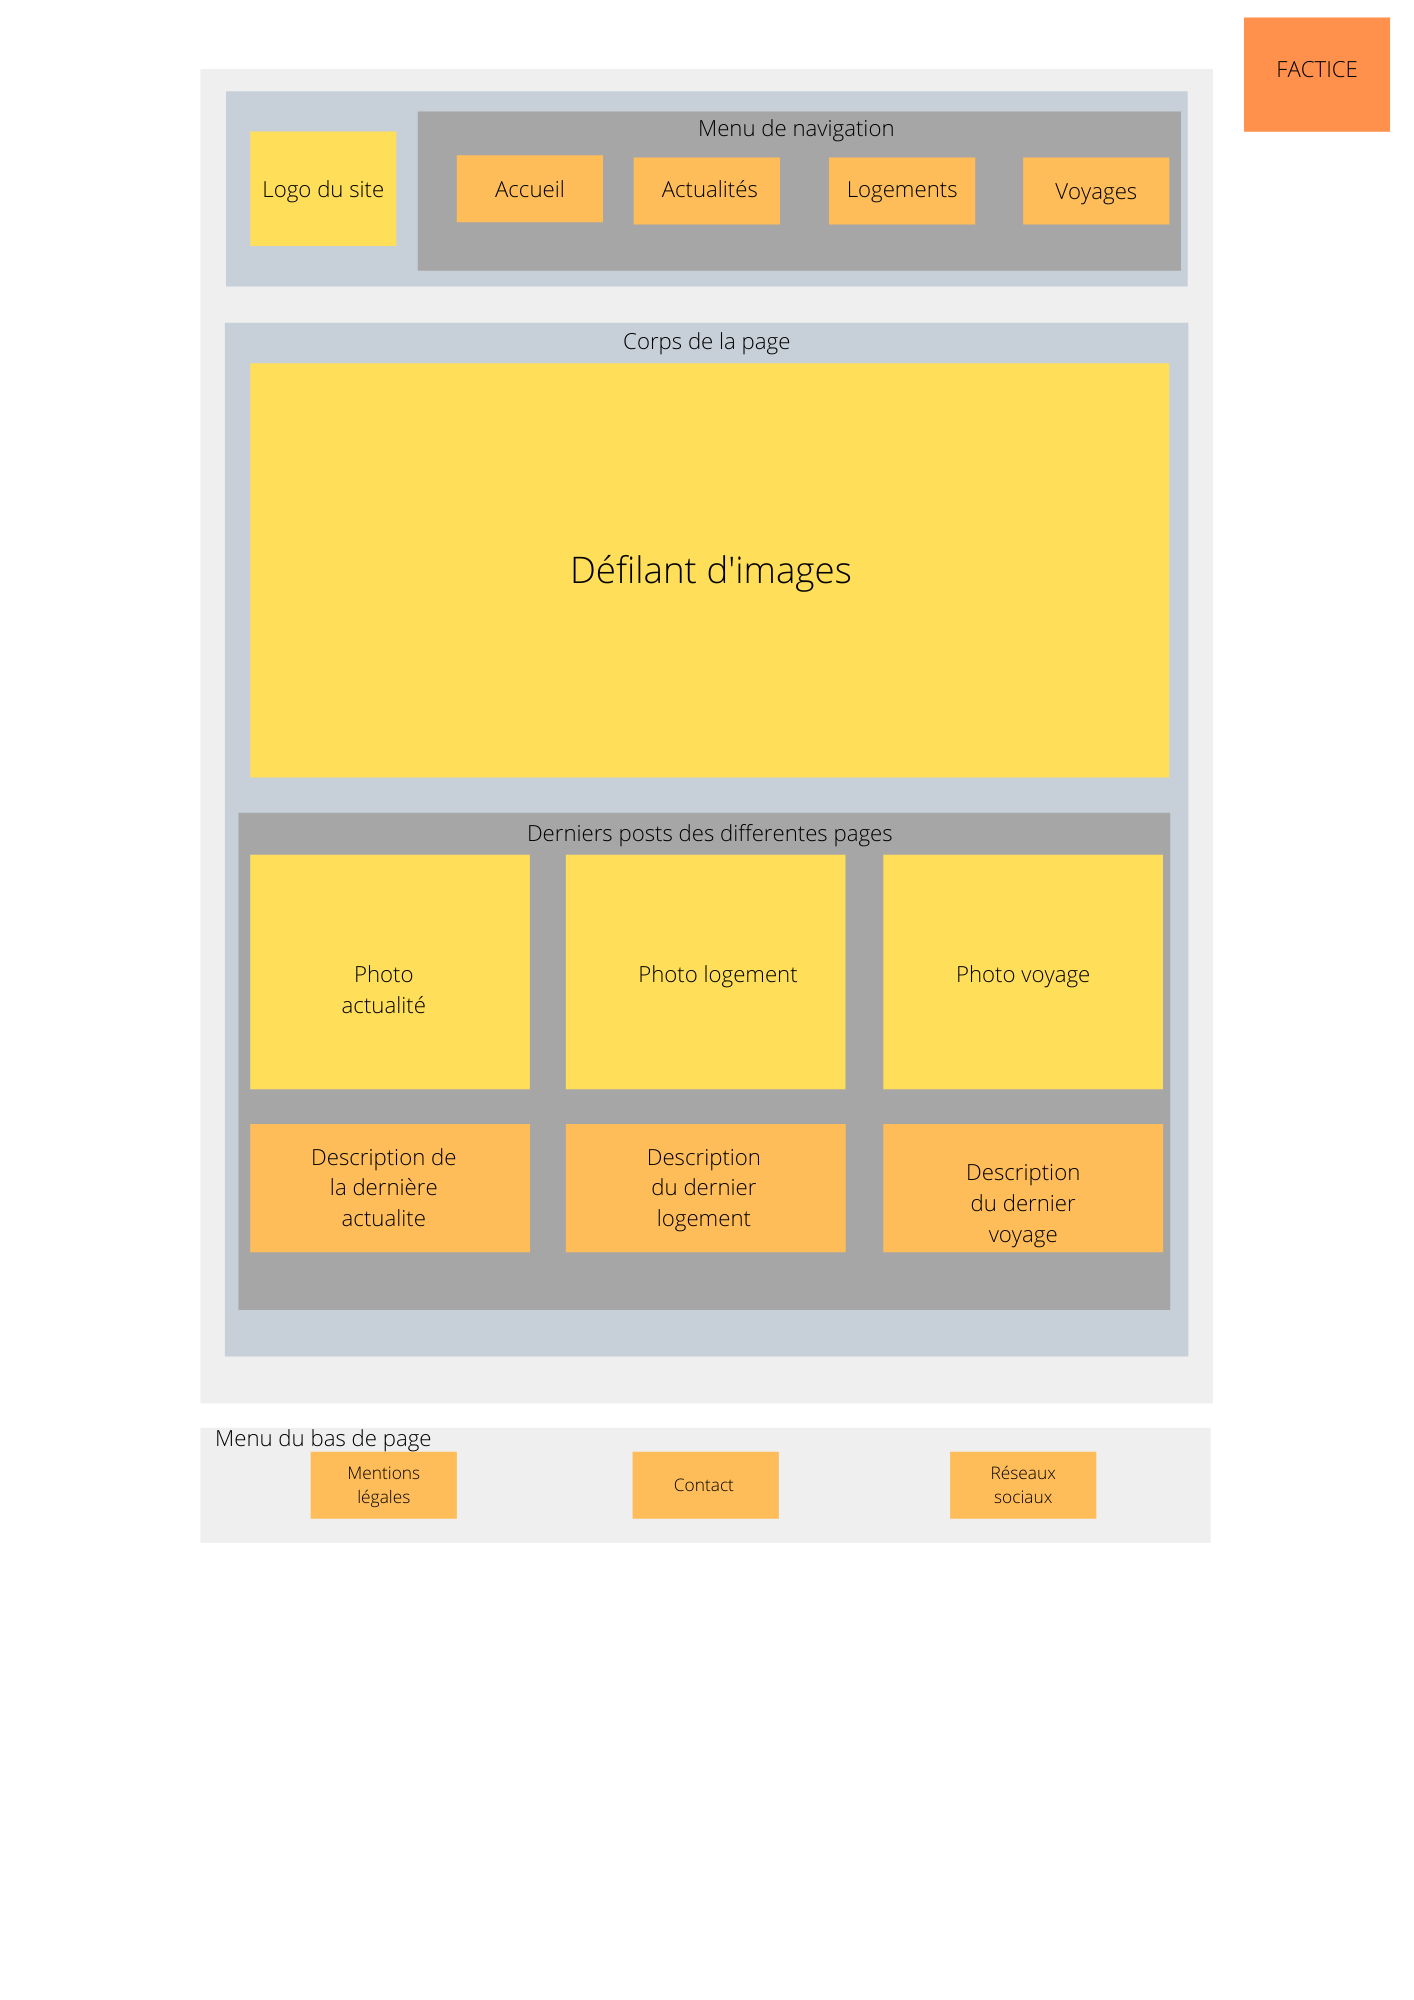 FACTICE
Menu de navigation
Logo du site
Accueil
Actualités
Logements
Voyages
Corps de la page
Défilant d'images
Derniers posts des differentes pages
Photo
actualité
Photo logement
Photo voyage
Description de
la dernière
actualite
Description
du dernier
logement
Description
du dernier
voyage
Menu du bas de page
Mentions
légales
Contact
Réseaux
sociaux